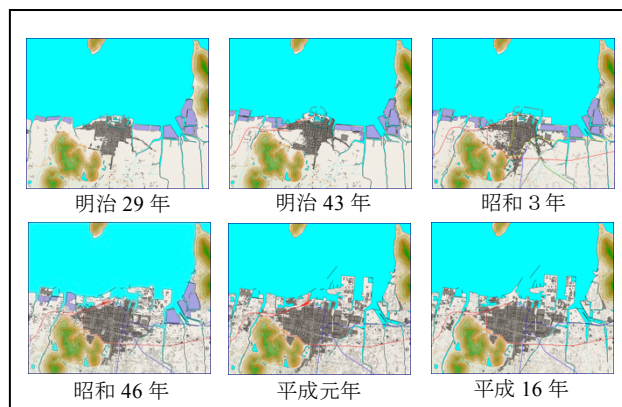 明治 29 年
明治 43 年
昭和３年
昭和 46 年
平成元年
平成 16 年